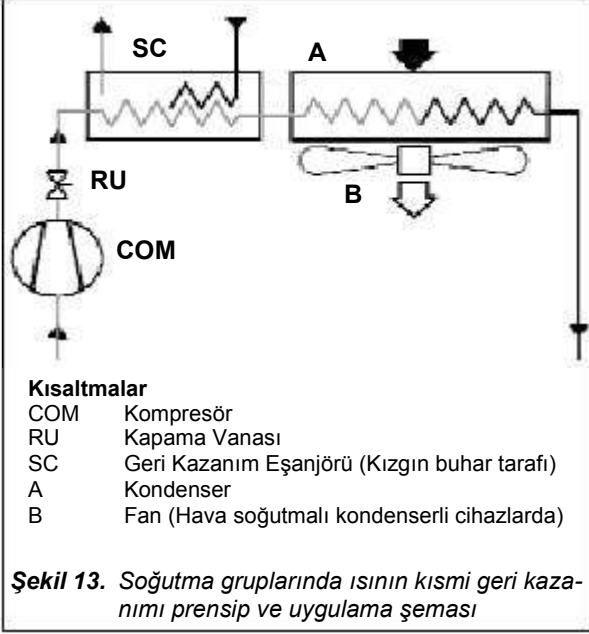 SC
A
RU
B
COM
Kısaltmalar
COM Kompresör
RU Kapama Vanası
SC Geri Kazanım Eşanjörü (Kızgın buhar tarafı)
A Kondenser
B Fan (Hava soğutmalı kondenserli cihazlarda)
Şekil 13. Soğutma gruplarında ısının kısmi geri kaza-
nımı prensip ve uygulama şeması